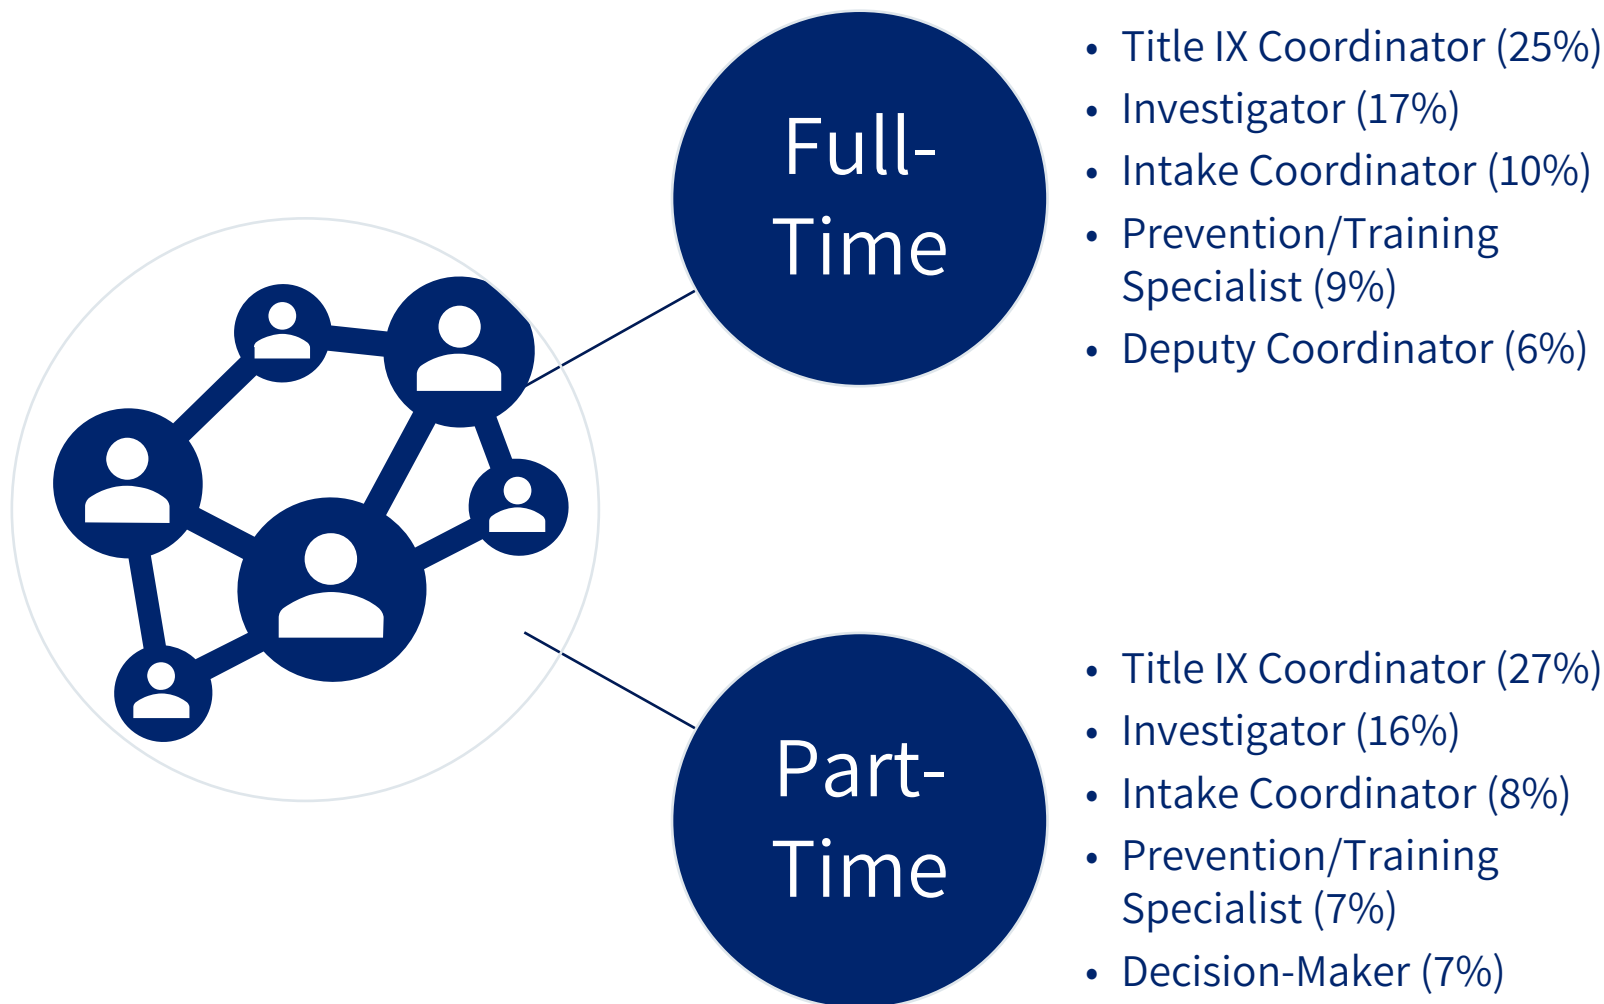 Full-
Time
• Title IX Coordinator (25%)
• Investigator (17%)
• Intake Coordinator (10%)
• Prevention/Training
Specialist (9%)
• Deputy Coordinator (6%)
Part-
Time
• Title IX Coordinator (27%)
• Investigator (16%)
• Intake Coordinator (8%)
• Prevention/Training
Specialist (7%)
• Decision-Maker (7%)